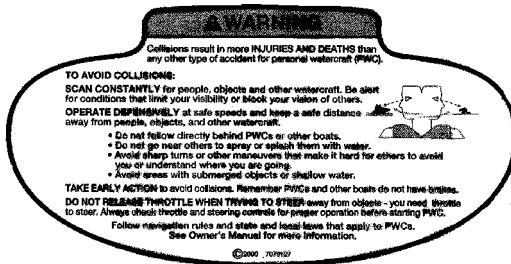 ⚠ WARNING
Collisions result in more INJURIES AND DEATHS than
any other type of accident for personal watercraft (PWC).
TO AVOID COLLISIONS:
SCAN CONSTANTLY for people, objects and other watercraft. Be alert
for conditions that limit your visibility or block your vision of others.
OPERATE DEFENSIVELY at safe speeds and keep a safe distance
away from people, objects, and other watercraft.
• Do not follow directly behind PWCs or other boats.
• Do not go near others to spray or splash them with water.
• Avoid sharp turns or other maneuvers that make it hard for others to avoid
you or understand where you are going.
• Avoid areas with submerged objects or shallow water.
TAKE EARLY ACTION to avoid collisions. Remember PWCs and other boats do not have brakes.
DO NOT RELEASE THROTTLE WHEN TRYING TO STEER away from objects - you need throttle
to steer. Always check throttle and steering controls for proper operation before starting PWC.
Follow navigation rules and state and local laws that apply to PWCs.
See Owner's Manual for more information.
©2000 7079127